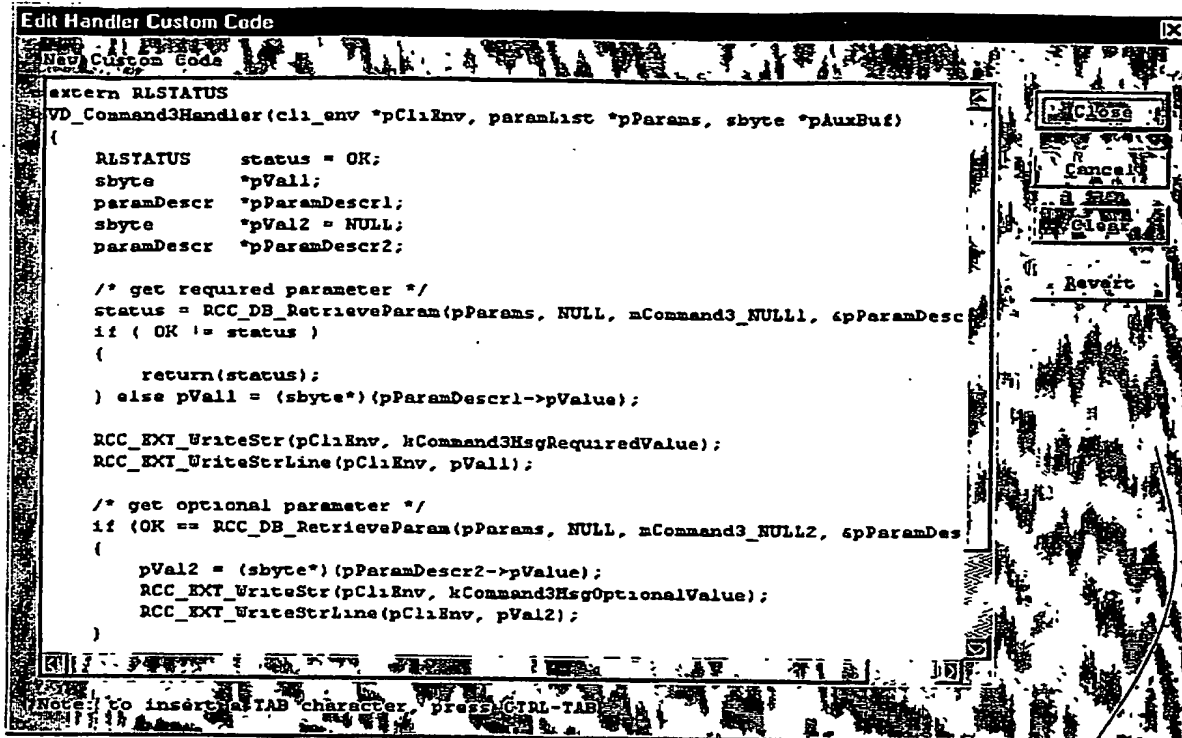 Edit Handler Custom Code
New Custom Code
extern RLSTATUS
VD_Command3Handler(cli_env *pCliEnv, paramList *pParams, sbyte *pAuxBuf)
{
RLSTATUS status = OK;
sbyte *pVal1;
paramDescr *pParamDescr1;
sbyte *pVal2 = NULL;
paramDescr *pParamDescr2;
/* get required parameter */
status = RCC_DB_RetrieveParam(pParams, NULL, mCommand3_NULL1, &pParamDesc
if ( OK != status )
{
return(status);
} else pVal1 = (sbyte*)(pParamDescr1->pValue);
RCC_EXT_WriteStr(pCliEnv, kCommand3MsgRequiredValue);
RCC_EXT_WriteStrLine(pCliEnv, pVal1);
/* get optional parameter */
if (OK == RCC_DB_RetrieveParam(pParams, NULL, mCommand3_NULL2, &pParamDes
{
pVal2 = (sbyte*)(pParamDescr2->pValue);
RCC_EXT_WriteStr(pCliEnv, kCommand3MsgOptionalValue);
RCC_EXT_WriteStrLine(pCliEnv, pVal2);
}
Close
Cancel
Clear
Revert
Note: to insert a TAB character, press CTRL-TAB